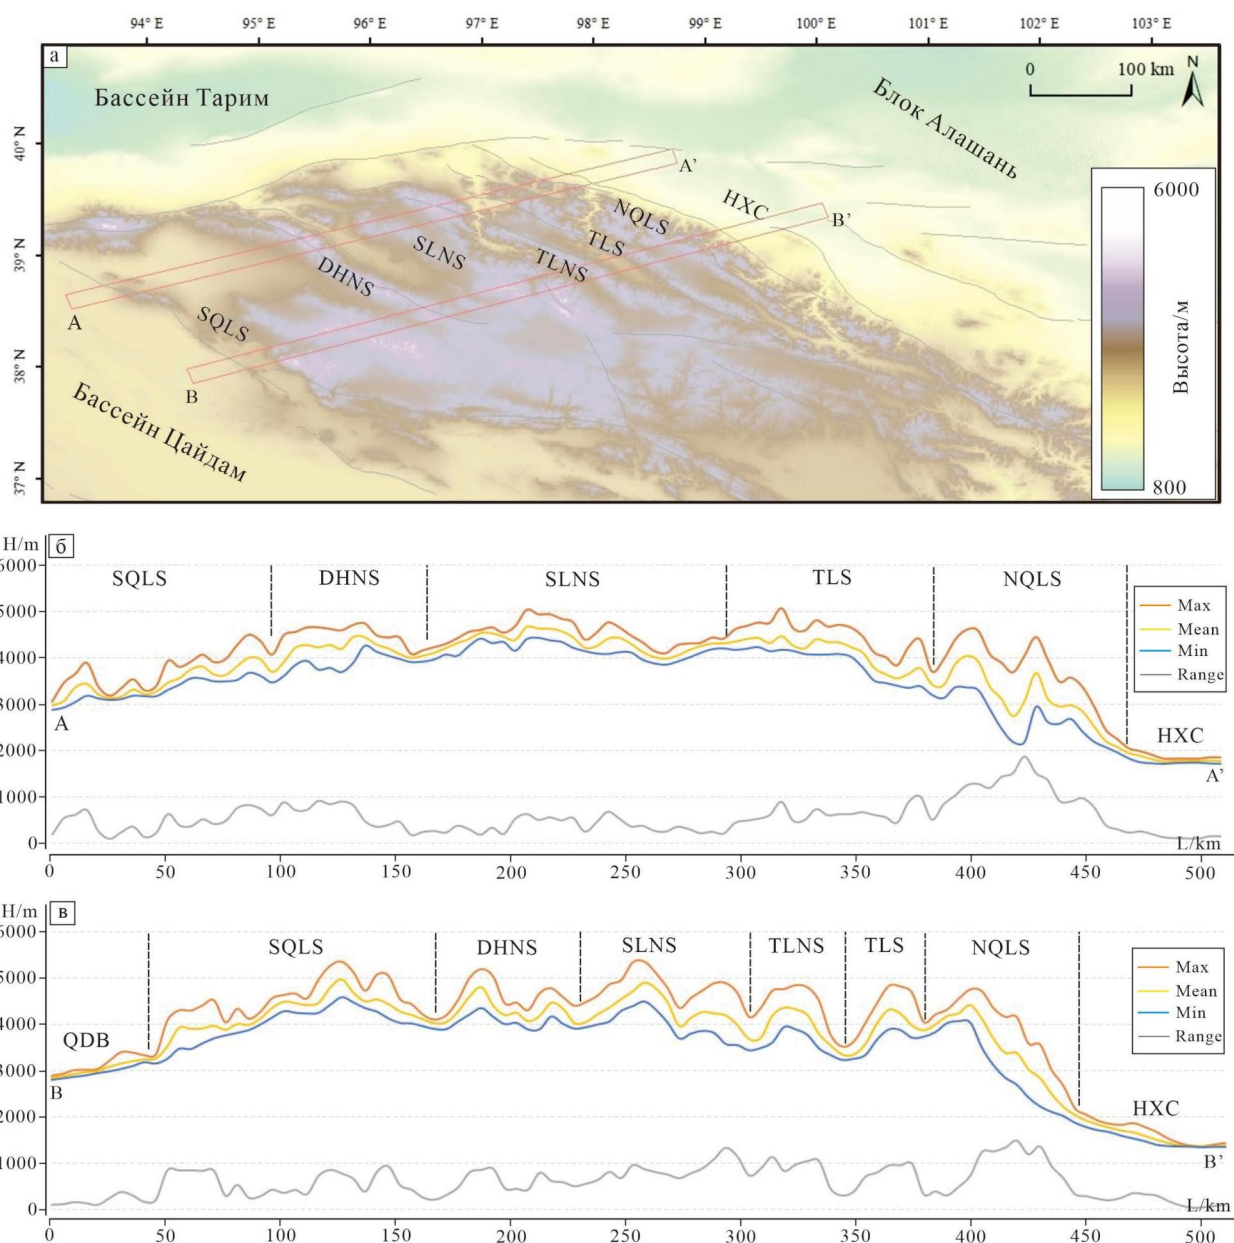 94° E 95° E 96° E 97° E 98° E 99° E 100° E 101° E 102° E 103° E
а
N
0 100 km
Бассейн Тарим
Блок Алашань
40° N
A'
6000
NQLS
HXC
B'
SLNS
TLS
39° N
TLNS
DHNS
A
SQLS
Высота/м
38° N
B
Бассейн Цайдам
37° N
800
H/m
б
6000
SQLS DHNS SLNS TLS NQLS
5000
Max
Mean
4000
Min
Range
3000
A
HXC
2000
A'
1000
0
L/km
0 50 100 150 200 250 300 350 400 450 500
H/m
в
6000
SQLS DHNS SLNS TLNS TLS NQLS
5000
Max
Mean
4000
Min
QDB
Range
3000
B
HXC
2000
B'
1000
0
L/km
0 50 100 150 200 250 300 350 400 450 500